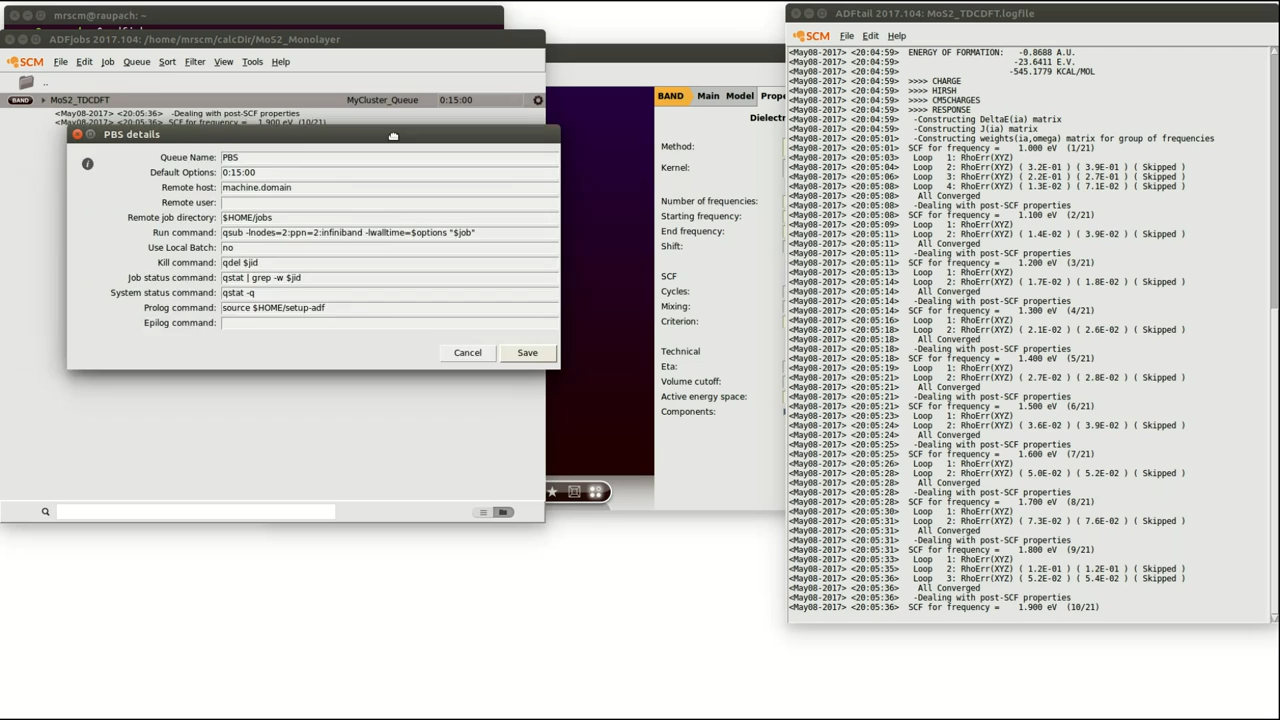 mrscm@raupach: ~
ADFjobs 2017.104: /home/mrscm/calcDir/MoS2_Monolayer
SCM File Edit Job Queue Sort Filter View Tools Help
..
BAND MoS2_TDCDFT MyCluster_Queue 0:15:00
<May08-2017> <20:05:36> -Dealing with post-SCF properties
<May08-2017> <20:05:36> SCF for frequency = 1.900 eV (10/21)
PBS details
Queue Name: PBS
Default Options: 0:15:00
Remote host: machine.domain
Remote user:
Remote job directory: $HOME/jobs
Run command: qsub -lnodes=2:ppn=2:infiniband -lwalltime=$options "$job"
Use Local Batch: no
Kill command: qdel $jid
Job status command: qstat | grep -w $jid
System status command: qstat -q
Prolog command: source $HOME/setup-adf
Epilog command:
Cancel Save
BAND Main Model Prope
Dielect
Method:
Kernel:
Number of frequencies:
Starting frequency:
End frequency:
Shift:
SCF
Cycles:
Mixing:
Criterion:
Technical
Eta:
Volume cutoff:
Active energy space:
Components:
ADFtail 2017.104: MoS2_TDCDFT.logfile
SCM File Edit Help
<May08-2017> <20:04:59> ENERGY OF FORMATION: -0.8688 A.U.
<May08-2017> <20:04:59> -23.6411 E.V.
<May08-2017> <20:04:59> -545.1779 KCAL/MOL
<May08-2017> <20:04:59> >>>> CHARGE
<May08-2017> <20:04:59> >>>> HIRSH
<May08-2017> <20:04:59> >>>> CM5CHARGES
<May08-2017> <20:04:59> >>>> RESPONSE
<May08-2017> <20:04:59> -Constructing DeltaE(ia) matrix
<May08-2017> <20:04:59> -Constructing J(ia) matrix
<May08-2017> <20:04:59> -Constructing weights(ia,omega) matrix for group of frequencies
<May08-2017> <20:04:59> SCF for frequency = 1.000 eV (1/21)
<May08-2017> <20:05:03> Loop 1: RhoErr(XYZ)
<May08-2017> <20:05:04> Loop 2: RhoErr(XYZ) ( 3.2E-01 ) ( 3.9E-01 ) ( Skipped )
<May08-2017> <20:05:06> Loop 3: RhoErr(XYZ) ( 2.2E-01 ) ( 2.7E-01 ) ( Skipped )
<May08-2017> <20:05:08> Loop 4: RhoErr(XYZ) ( 1.3E-02 ) ( 7.1E-02 ) ( Skipped )
<May08-2017> <20:05:08> All Converged
<May08-2017> <20:05:08> -Dealing with post-SCF properties
<May08-2017> <20:05:08> SCF for frequency = 1.100 eV (2/21)
<May08-2017> <20:05:09> Loop 1: RhoErr(XYZ)
<May08-2017> <20:05:11> Loop 2: RhoErr(XYZ) ( 1.4E-02 ) ( 3.9E-02 ) ( Skipped )
<May08-2017> <20:05:11> All Converged
<May08-2017> <20:05:11> -Dealing with post-SCF properties
<May08-2017> <20:05:11> SCF for frequency = 1.200 eV (3/21)
<May08-2017> <20:05:13> Loop 1: RhoErr(XYZ)
<May08-2017> <20:05:14> Loop 2: RhoErr(XYZ) ( 1.7E-02 ) ( 1.8E-02 ) ( Skipped )
<May08-2017> <20:05:14> All Converged
<May08-2017> <20:05:14> -Dealing with post-SCF properties
<May08-2017> <20:05:14> SCF for frequency = 1.300 eV (4/21)
<May08-2017> <20:05:16> Loop 1: RhoErr(XYZ)
<May08-2017> <20:05:18> Loop 2: RhoErr(XYZ) ( 2.1E-02 ) ( 2.6E-02 ) ( Skipped )
<May08-2017> <20:05:18> All Converged
<May08-2017> <20:05:18> -Dealing with post-SCF properties
<May08-2017> <20:05:18> SCF for frequency = 1.400 eV (5/21)
<May08-2017> <20:05:19> Loop 1: RhoErr(XYZ)
<May08-2017> <20:05:21> Loop 2: RhoErr(XYZ) ( 2.7E-02 ) ( 2.8E-02 ) ( Skipped )
<May08-2017> <20:05:21> All Converged
<May08-2017> <20:05:21> -Dealing with post-SCF properties
<May08-2017> <20:05:21> SCF for frequency = 1.500 eV (6/21)
<May08-2017> <20:05:24> Loop 1: RhoErr(XYZ)
<May08-2017> <20:05:24> Loop 2: RhoErr(XYZ) ( 3.6E-02 ) ( 3.9E-02 ) ( Skipped )
<May08-2017> <20:05:24> All Converged
<May08-2017> <20:05:25> -Dealing with post-SCF properties
<May08-2017> <20:05:25> SCF for frequency = 1.600 eV (7/21)
<May08-2017> <20:05:26> Loop 1: RhoErr(XYZ)
<May08-2017> <20:05:28> Loop 2: RhoErr(XYZ) ( 5.0E-02 ) ( 5.2E-02 ) ( Skipped )
<May08-2017> <20:05:28> All Converged
<May08-2017> <20:05:28> -Dealing with post-SCF properties
<May08-2017> <20:05:28> SCF for frequency = 1.700 eV (8/21)
<May08-2017> <20:05:30> Loop 1: RhoErr(XYZ)
<May08-2017> <20:05:31> Loop 2: RhoErr(XYZ) ( 7.3E-02 ) ( 7.6E-02 ) ( Skipped )
<May08-2017> <20:05:31> All Converged
<May08-2017> <20:05:31> -Dealing with post-SCF properties
<May08-2017> <20:05:31> SCF for frequency = 1.800 eV (9/21)
<May08-2017> <20:05:33> Loop 1: RhoErr(XYZ)
<May08-2017> <20:05:35> Loop 2: RhoErr(XYZ) ( 1.2E-01 ) ( 1.2E-01 ) ( Skipped )
<May08-2017> <20:05:36> Loop 3: RhoErr(XYZ) ( 5.2E-02 ) ( 5.4E-02 ) ( Skipped )
<May08-2017> <20:05:36> All Converged
<May08-2017> <20:05:36> -Dealing with post-SCF properties
<May08-2017> <20:05:36> SCF for frequency = 1.900 eV (10/21)